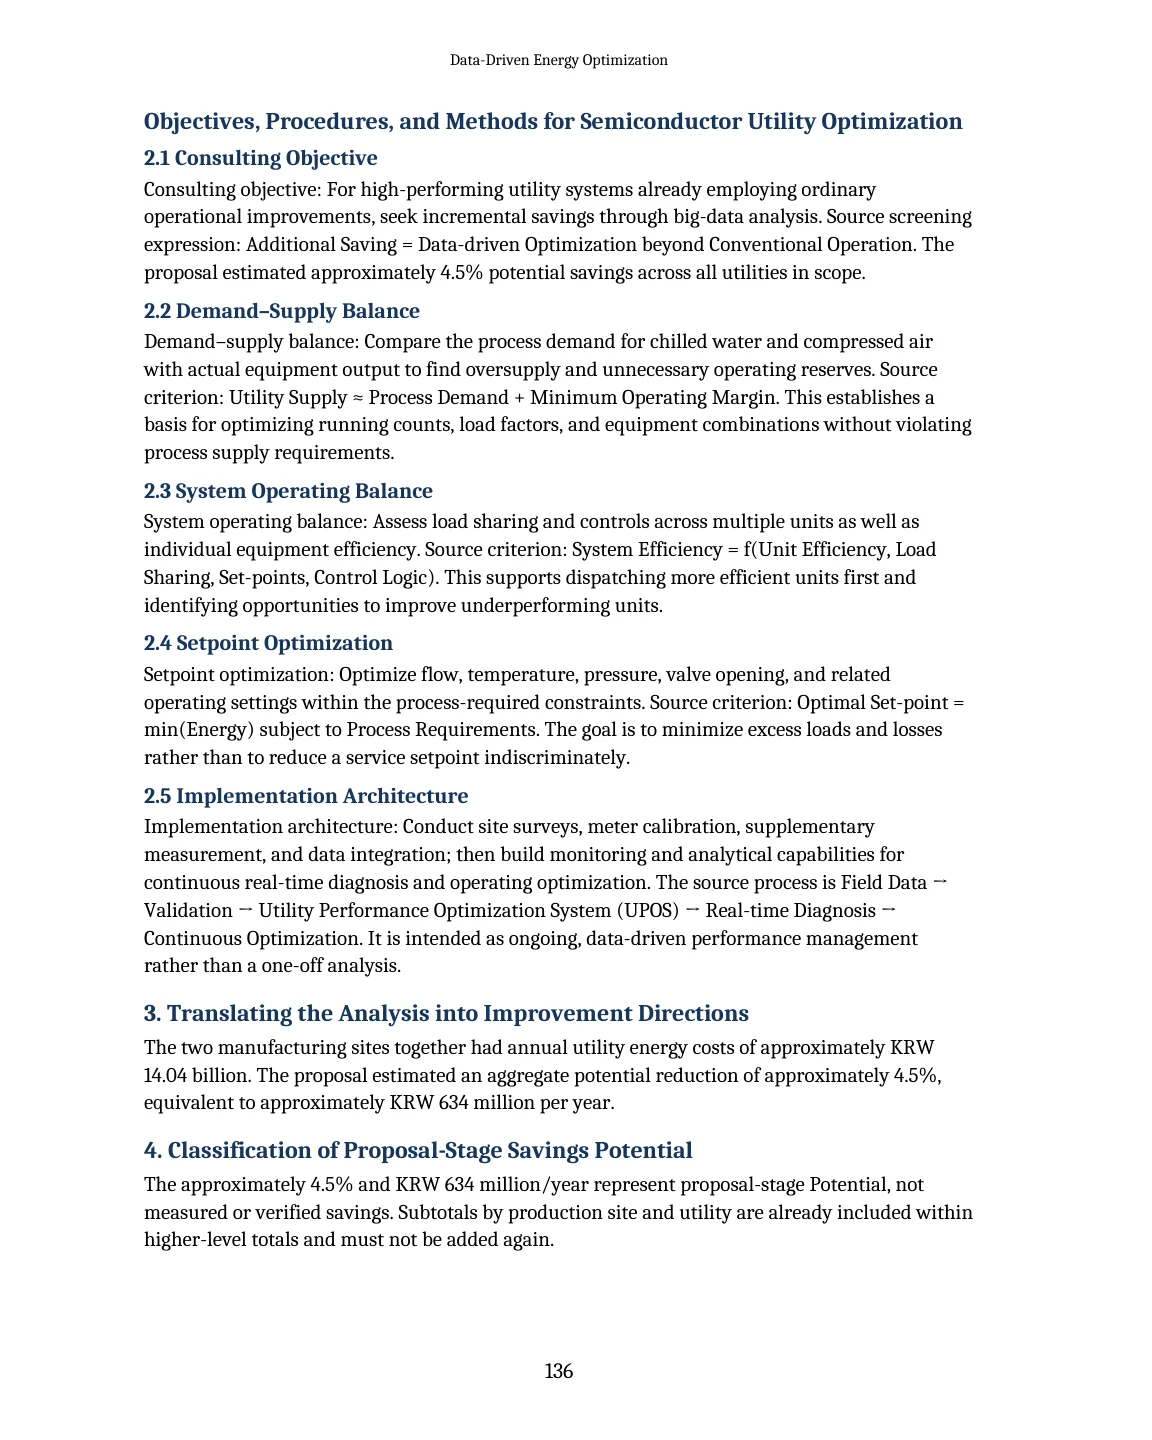 Data-Driven Energy Optimization
Objectives, Procedures, and Methods for Semiconductor Utility Optimization
2.1 Consulting Objective
Consulting objective: For high-performing utility systems already employing ordinary
operational improvements, seek incremental savings through big-data analysis. Source screening
expression: Additional Saving = Data-driven Optimization beyond Conventional Operation. The
proposal estimated approximately 4.5% potential savings across all utilities in scope.
2.2 Demand–Supply Balance
Demand–supply balance: Compare the process demand for chilled water and compressed air
with actual equipment output to find oversupply and unnecessary operating reserves. Source
criterion: Utility Supply ≈ Process Demand + Minimum Operating Margin. This establishes a
basis for optimizing running counts, load factors, and equipment combinations without violating
process supply requirements.
2.3 System Operating Balance
System operating balance: Assess load sharing and controls across multiple units as well as
individual equipment efficiency. Source criterion: System Efficiency = f(Unit Efficiency, Load
Sharing, Set-points, Control Logic). This supports dispatching more efficient units first and
identifying opportunities to improve underperforming units.
2.4 Setpoint Optimization
Setpoint optimization: Optimize flow, temperature, pressure, valve opening, and related
operating settings within the process-required constraints. Source criterion: Optimal Set-point =
min(Energy) subject to Process Requirements. The goal is to minimize excess loads and losses
rather than to reduce a service setpoint indiscriminately.
2.5 Implementation Architecture
Implementation architecture: Conduct site surveys, meter calibration, supplementary
measurement, and data integration; then build monitoring and analytical capabilities for
continuous real-time diagnosis and operating optimization. The source process is Field Data →
Validation → Utility Performance Optimization System (UPOS) → Real-time Diagnosis →
Continuous Optimization. It is intended as ongoing, data-driven performance management
rather than a one-off analysis.
3. Translating the Analysis into Improvement Directions
The two manufacturing sites together had annual utility energy costs of approximately KRW
14.04 billion. The proposal estimated an aggregate potential reduction of approximately 4.5%,
equivalent to approximately KRW 634 million per year.
4. Classification of Proposal-Stage Savings Potential
The approximately 4.5% and KRW 634 million/year represent proposal-stage Potential, not
measured or verified savings. Subtotals by production site and utility are already included within
higher-level totals and must not be added again.
136